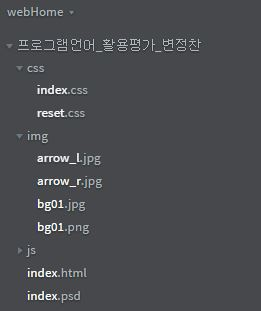 webHome
프로그램언어_활용평가_변정찬
css
index.css
reset.css
img
arrow_l.jpg
arrow_r.jpg
bg01.jpg
bg01.png
js
index.html
index.psd